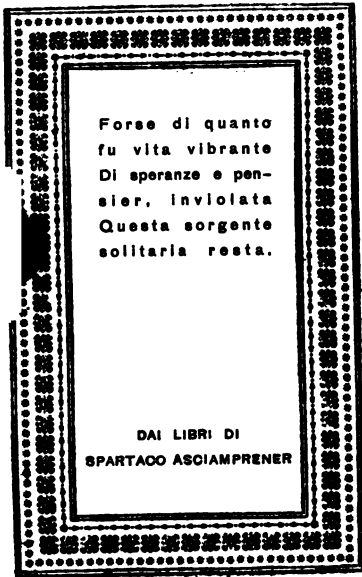 Forse di quanto
fu vita vibrante
Di speranze e pen-
sier, inviolata
Questa sorgente
solitaria resta.
DAI LIBRI DI
SPARTACO ASCIAMPRENER